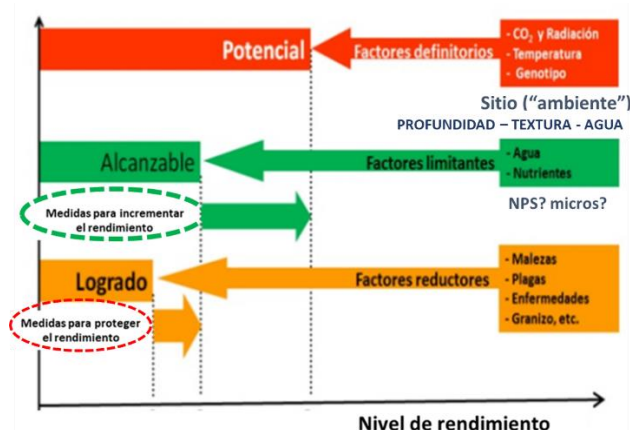 Potencial
Factores definitorios
- CO₂ y Radiación
- Temperatura
- Genotipo
Sitio (“ambiente”)
PROFUNDIDAD – TEXTURA - AGUA
Alcanzable
Factores limitantes
- Agua
- Nutrientes
NPS? micros?
Medidas para incrementar
el rendimiento
Logrado
Factores reductores
- Malezas
- Plagas
- Enfermedades
- Granizo, etc.
Medidas para proteger
el rendimiento
Nivel de rendimiento